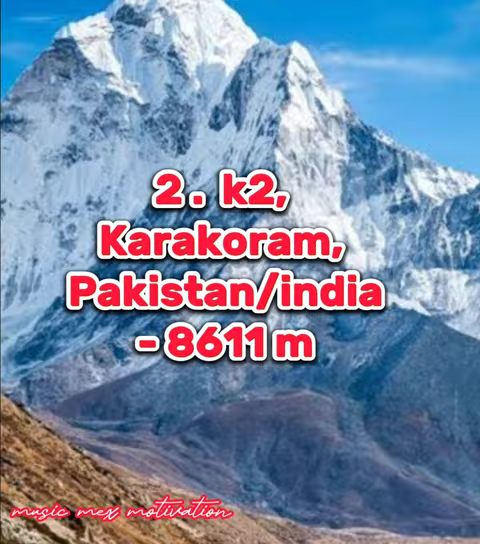 2 . k2,
Karakoram,
Pakistan/india
- 8611 m
music mex motivation